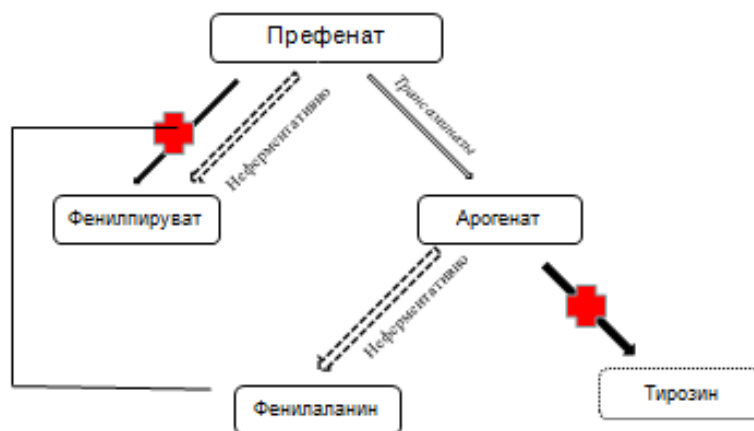 Префенат
Трансаминазы
Неферментативно
Фенилпируват
Арогенат
Неферментативно
Тирозин
Фенилаланин